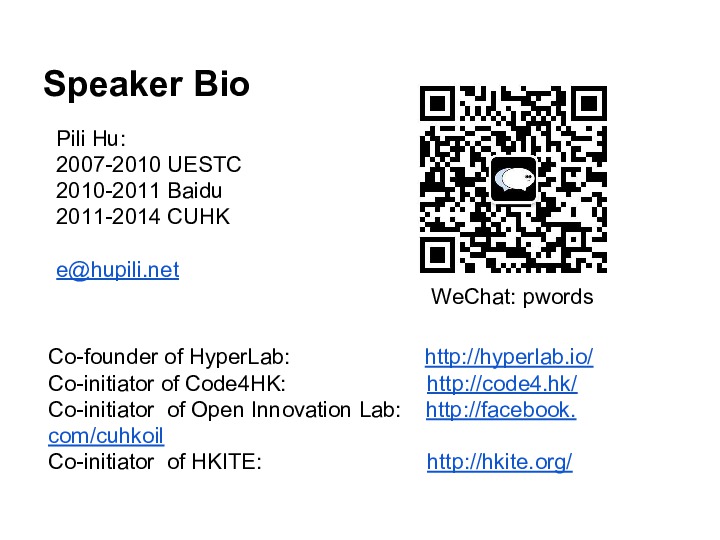 Speaker Bio
Pili Hu:
2007-2010 UESTC
2010-2011 Baidu
2011-2014 CUHK
e@hupili.net
WeChat: pwords
Co-founder of HyperLab: http://hyperlab.io/
Co-initiator of Code4HK: http://code4.hk/
Co-initiator of Open Innovation Lab: http://facebook.
com/cuhkoil
Co-initiator of HKITE: http://hkite.org/